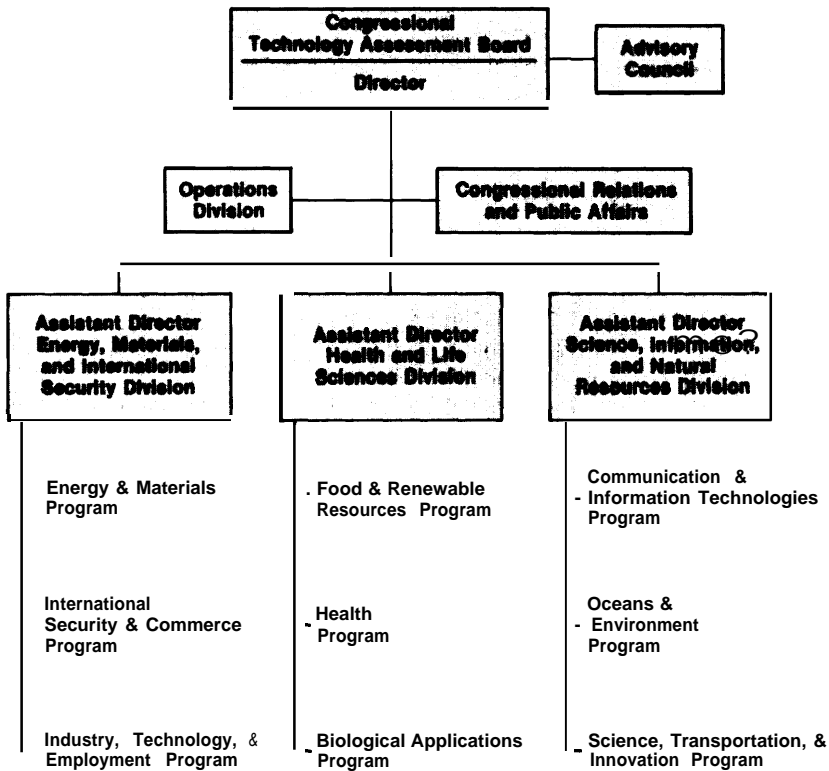 Congressional
Technology Assessment Board
Director
Advisory
Council
Operations
Division
Congressional Relations
and Public Affairs
Assistant Director
Energy, Materials,
and International
Security Division
Assistant Director
Health and Life
Sciences Division
Assistant Director
Science, Information,
and Natural
Resources Division
Energy & Materials
Program
International
Security & Commerce
Program
Industry, Technology, &
Employment Program
Food & Renewable
Resources Program
Health
Program
Biological Applications
Program
Communication &
Information Technologies
Program
Oceans &
Environment
Program
Science, Transportation, &
Innovation Program